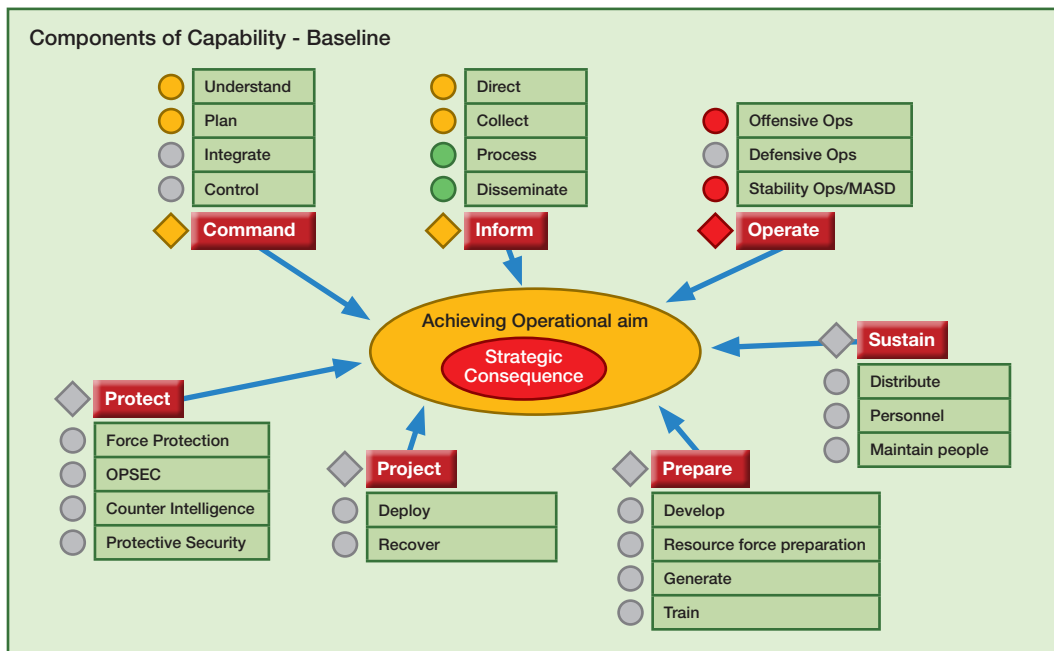 Components of Capability - Baseline
Understand
Plan
Integrate
Control
Command
Direct
Collect
Process
Disseminate
Inform
Offensive Ops
Defensive Ops
Stability Ops/MASD
Operate
Achieving Operational aim
Strategic
Consequence
Sustain
Distribute
Personnel
Maintain people
Protect
Force Protection
OPSEC
Counter Intelligence
Protective Security
Project
Deploy
Recover
Prepare
Develop
Resource force preparation
Generate
Train